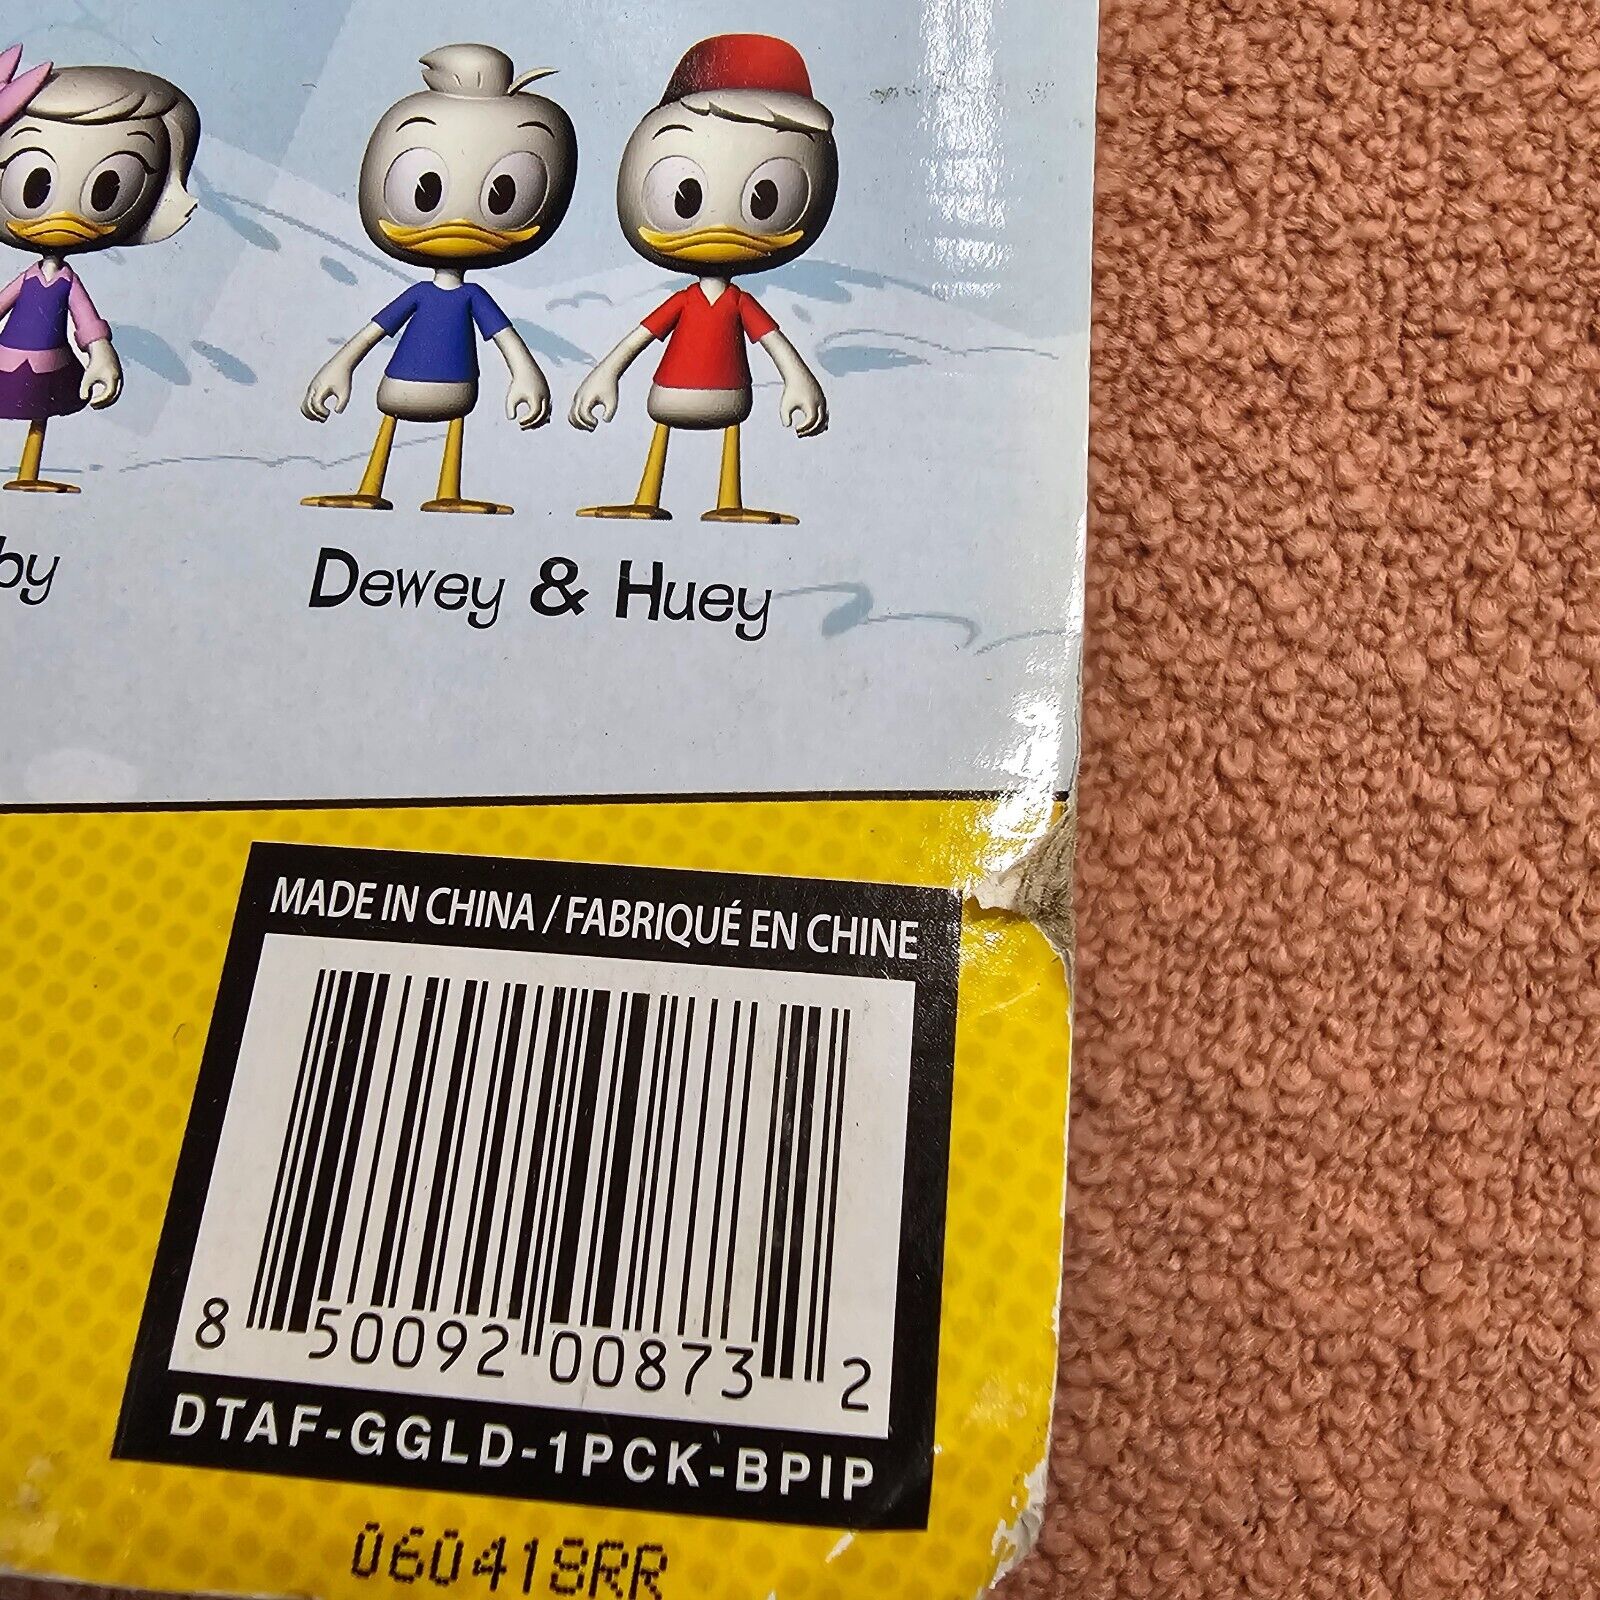 by
Dewey & Huey
MADE IN CHINA / FABRIQUÉ EN CHINE
8 50092 00873 2
DTAF-GGLD-1PCK-BPIP
060418RR